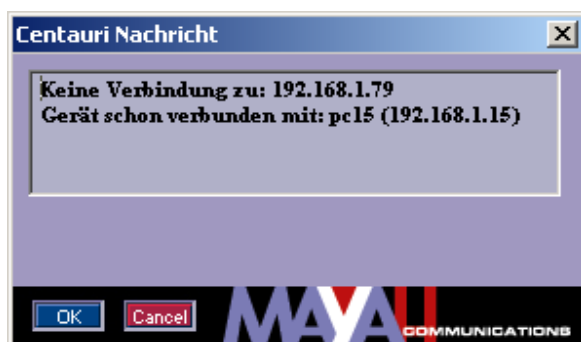 Centauri Nachricht
Keine Verbindung zu: 192.168.1.79
Gerät schon verbunden mit: pc15 (192.168.1.15)
OK Cancel MAYAH COMMUNICATIONS